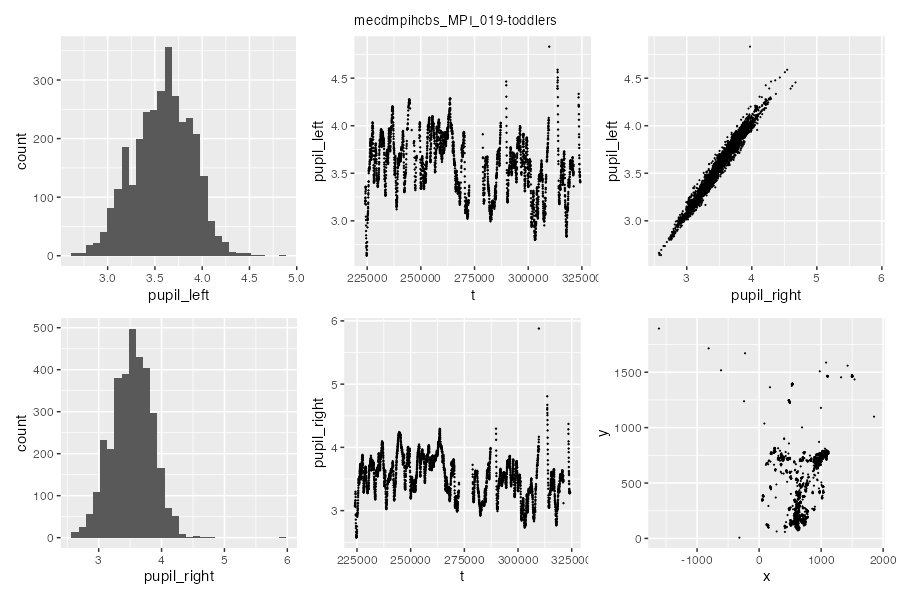 mecdmpihcbs_MPI_019-toddlers
300
200
100
0
count
3.0 3.5 4.0 4.5 5.0
pupil_left
4.5
4.0
3.5
3.0
pupil_left
225000 250000 275000 300000 325000
t
4.5
4.0
3.5
3.0
pupil_left
3 4 5 6
pupil_right
500
400
300
200
100
0
count
3 4 5 6
pupil_right
6
5
4
3
pupil_right
225000 250000 275000 300000 325000
t
1500
1000
500
0
y
-1000 0 1000 2000
x